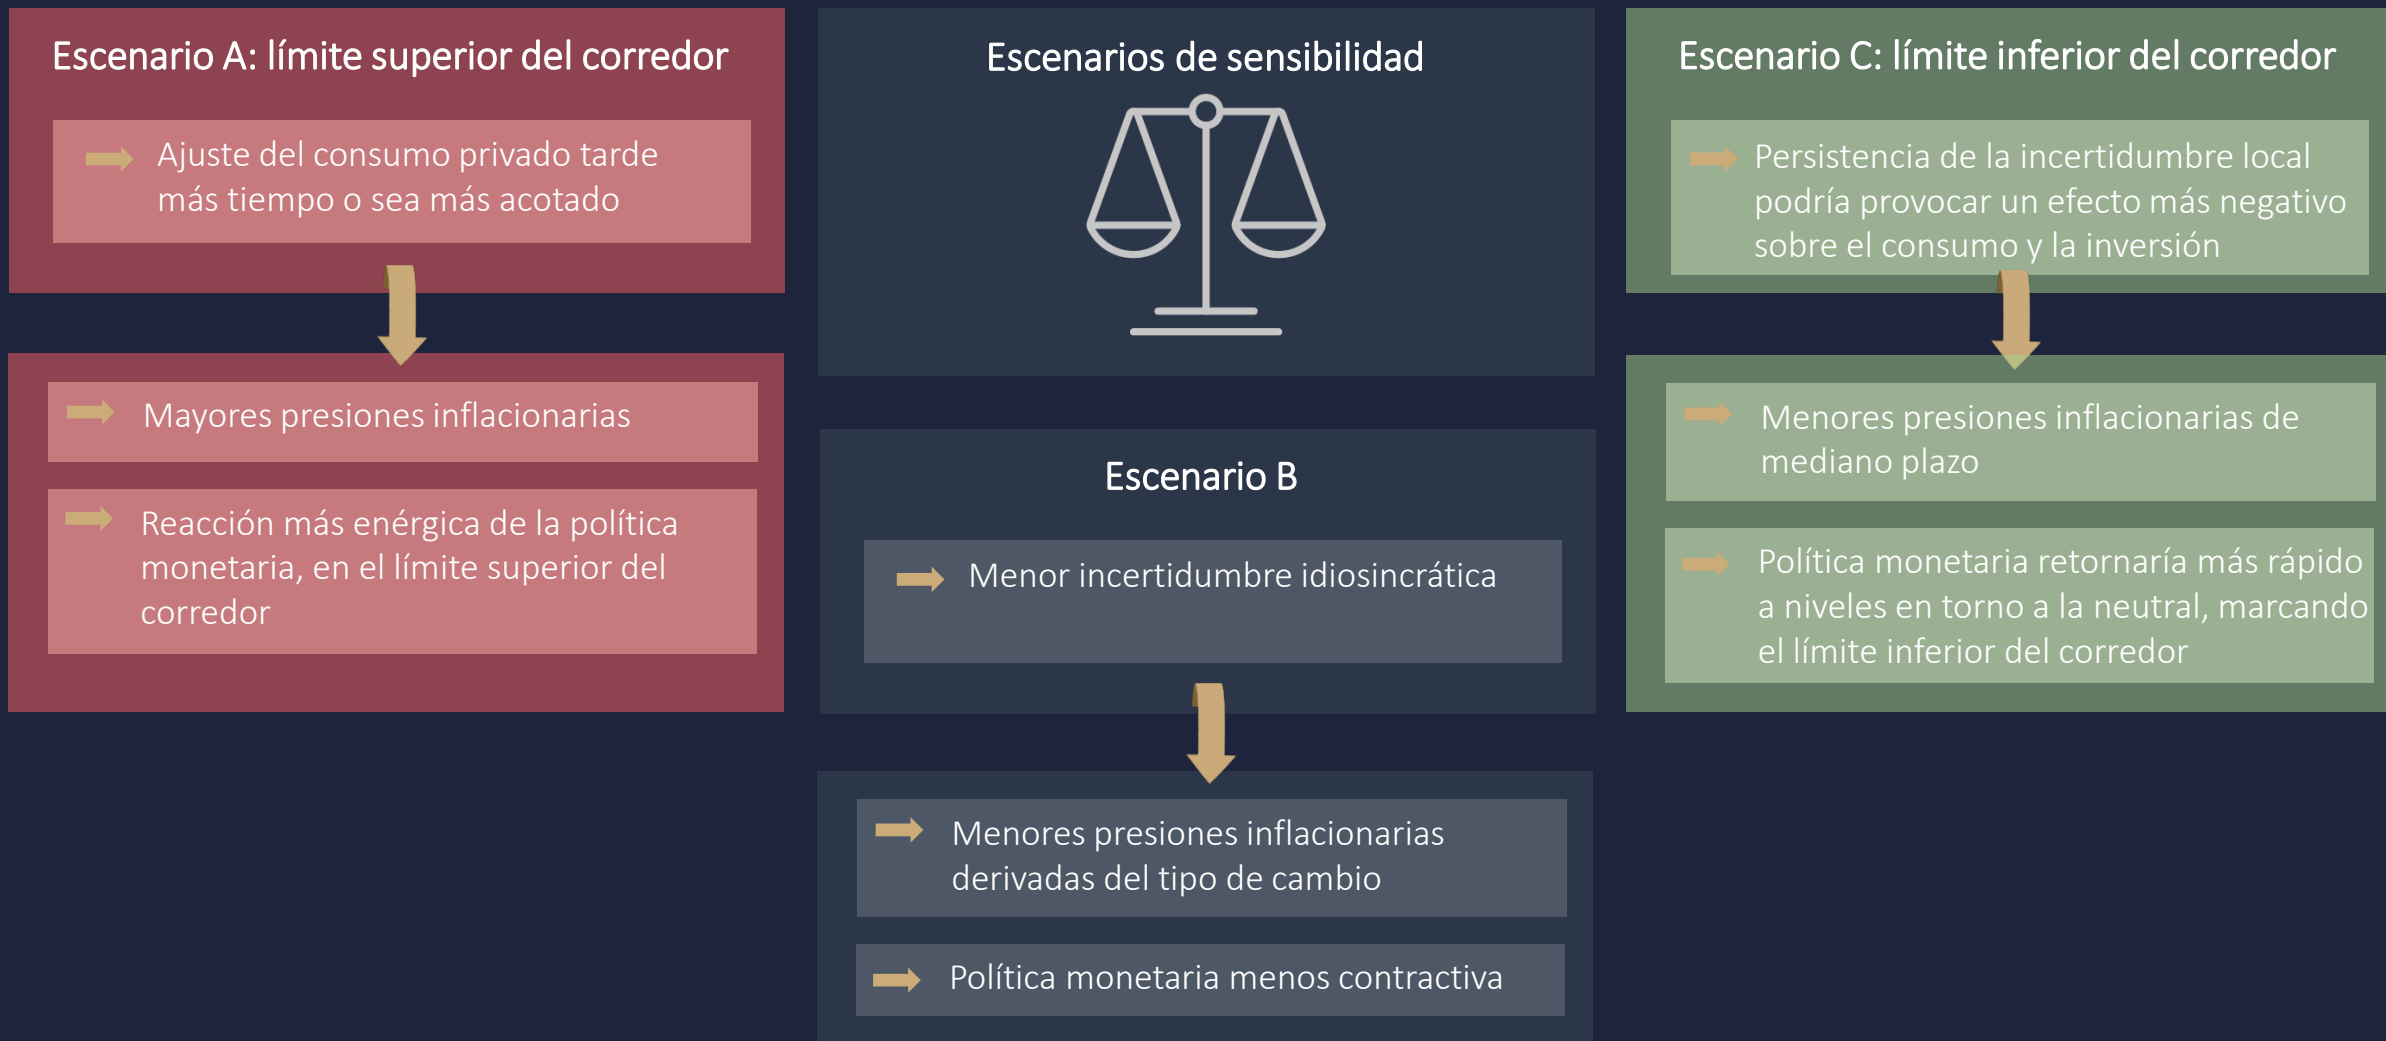 Escenario A: límite superior del corredor
Ajuste del consumo privado tarde
más tiempo o sea más acotado
Mayores presiones inflacionarias
Reacción más enérgica de la política
monetaria, en el límite superior del
corredor
Escenarios de sensibilidad
Escenario B
Menor incertidumbre idiosincrática
Menores presiones inflacionarias
derivadas del tipo de cambio
Política monetaria menos contractiva
Escenario C: límite inferior del corredor
Persistencia de la incertidumbre local
podría provocar un efecto más negativo
sobre el consumo y la inversión
Menores presiones inflacionarias de
mediano plazo
Política monetaria retornaría más rápido
a niveles en torno a la neutral, marcando
el límite inferior del corredor